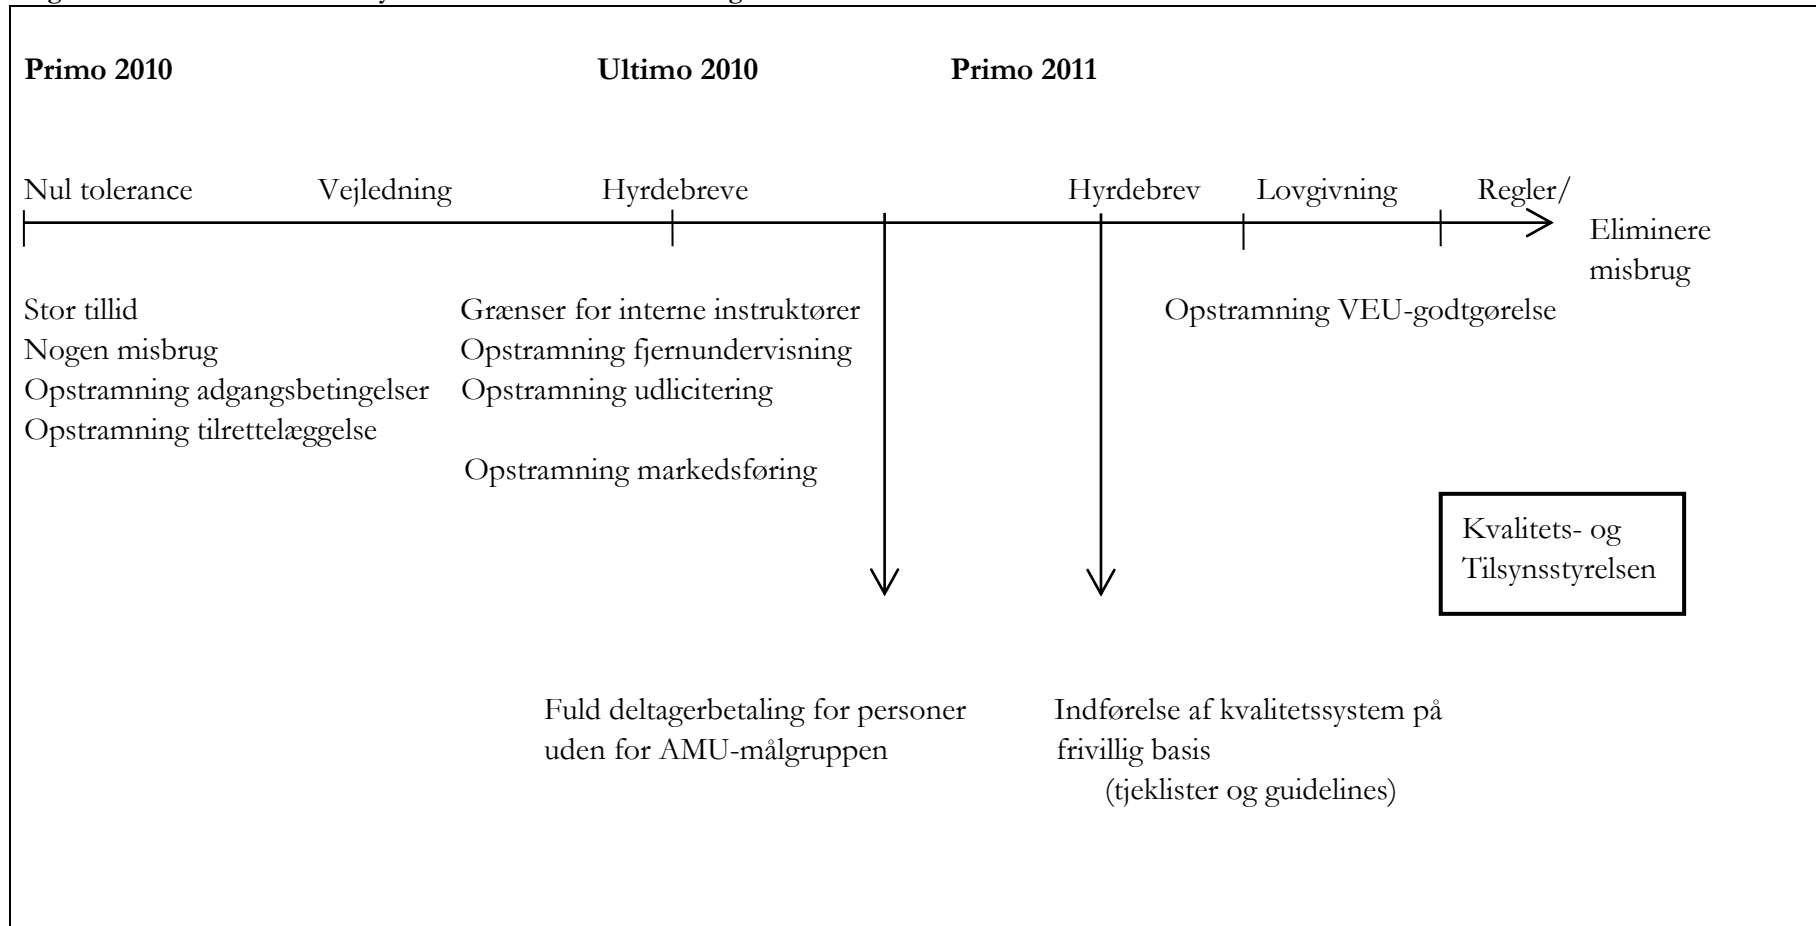 Primo 2010 Ultimo 2010 Primo 2011
Nul tolerance Vejledning Hyrdebreve Hyrdebrev Lovgivning Regler/
Eliminere
misbrug
Stor tillid Grænser for interne instruktører Opstramning VEU-godtgørelse
Nogen misbrug Opstramning fjernundervisning
Opstramning adgangsbetingelser Opstramning udlicitering
Opstramning tilrettelæggelse
Opstramning markedsføring
Kvalitets- og
Tilsynsstyrelsen
Fuld deltagerbetaling for personer Indførelse af kvalitetssystem på
uden for AMU-målgruppen frivillig basis
(tjeklister og guidelines)